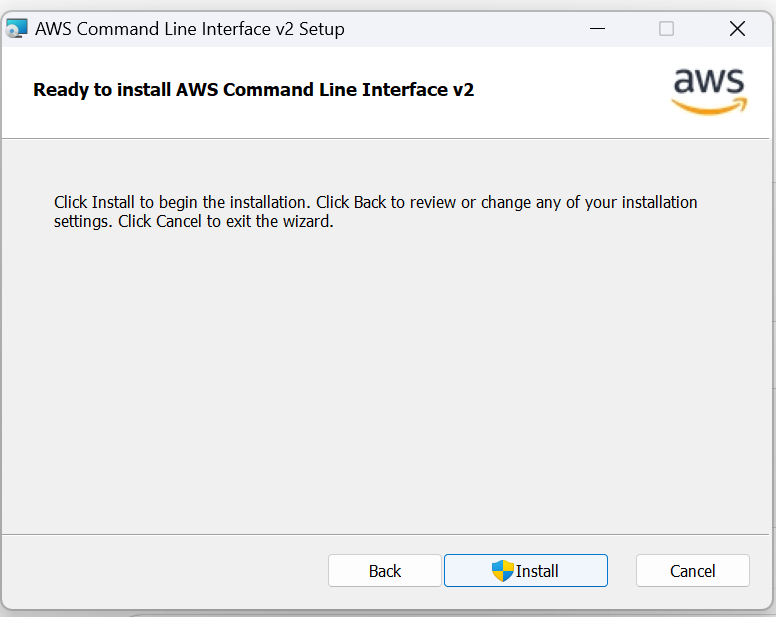 AWS Command Line Interface v2 Setup
Ready to install AWS Command Line Interface v2
aws
Click Install to begin the installation. Click Back to review or change any of your installation
settings. Click Cancel to exit the wizard.
Back
Install
Cancel